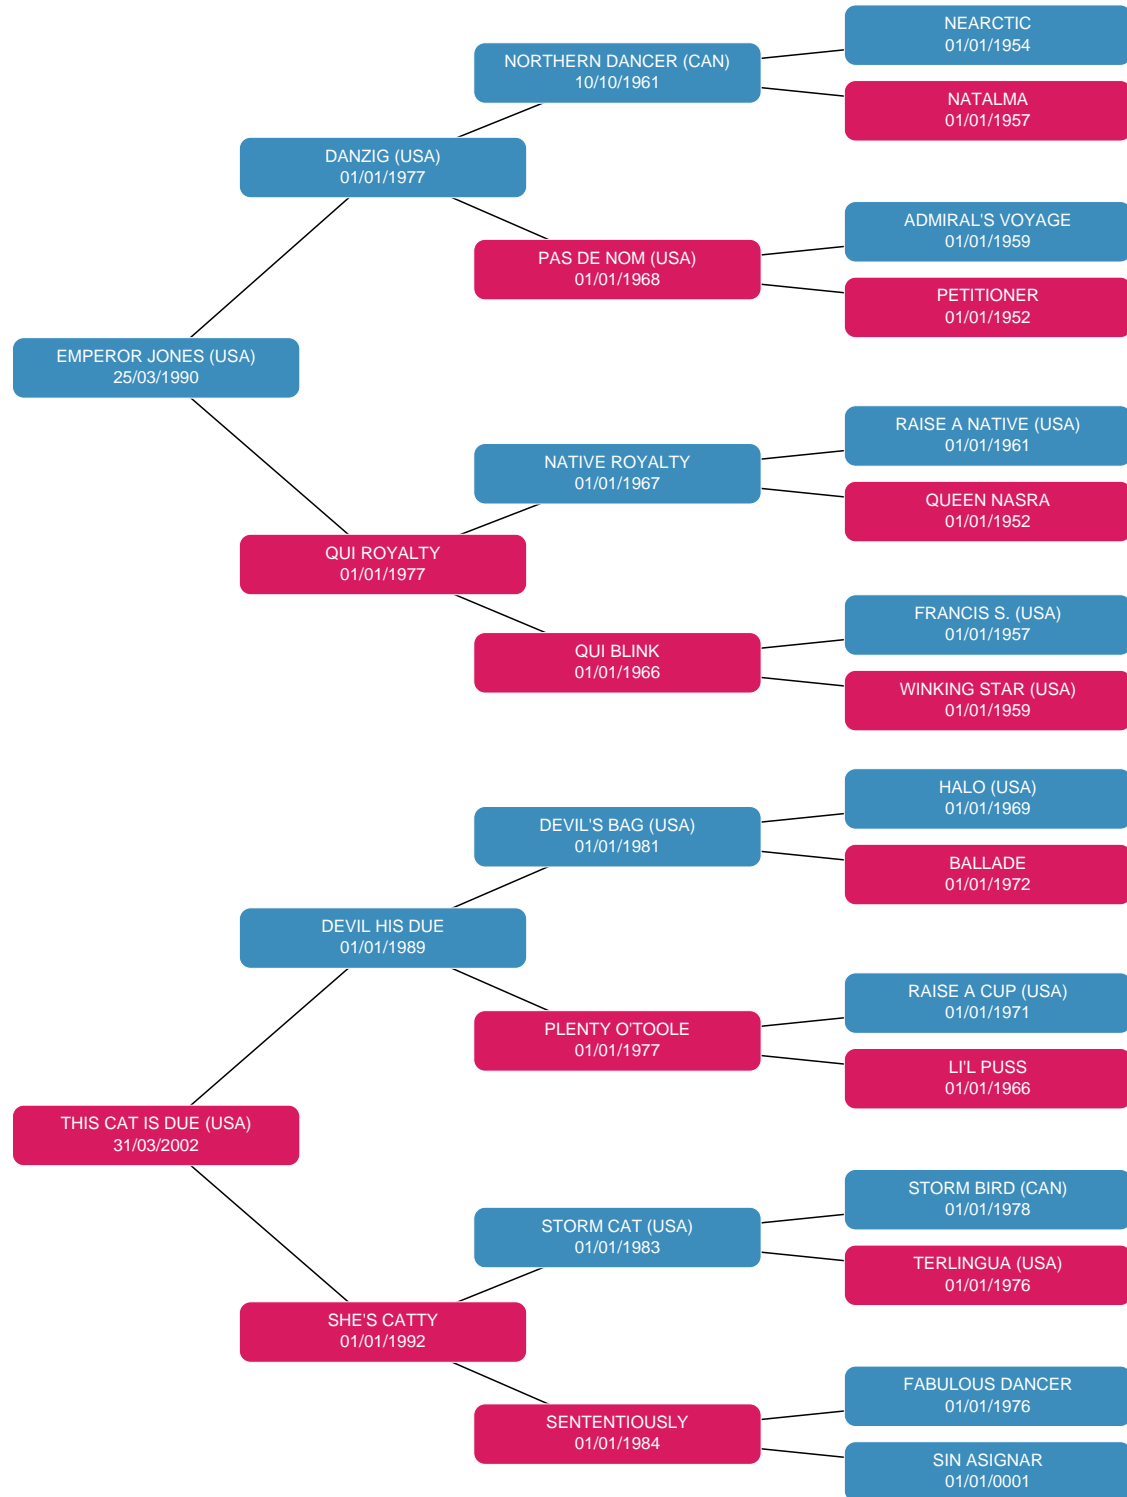 NEARCTIC
01/01/1954
NORTHERN DANCER (CAN)
10/10/1961
NATALMA
01/01/1957
DANZIG (USA)
01/01/1977
ADMIRAL'S VOYAGE
01/01/1959
PAS DE NOM (USA)
01/01/1968
PETITIONER
01/01/1952
EMPEROR JONES (USA)
25/03/1990
RAISE A NATIVE (USA)
01/01/1961
NATIVE ROYALTY
01/01/1967
QUEEN NASRA
01/01/1952
QUI ROYALTY
01/01/1977
FRANCIS S. (USA)
01/01/1957
QUI BLINK
01/01/1966
WINKING STAR (USA)
01/01/1959
HALO (USA)
01/01/1969
DEVIL'S BAG (USA)
01/01/1981
BALLADE
01/01/1972
DEVIL HIS DUE
01/01/1989
RAISE A CUP (USA)
01/01/1971
PLENTY O'TOOLE
01/01/1977
LI'L PUSS
01/01/1966
THIS CAT IS DUE (USA)
31/03/2002
STORM BIRD (CAN)
01/01/1978
STORM CAT (USA)
01/01/1983
TERLINGUA (USA)
01/01/1976
SHE'S CATTY
01/01/1992
FABULOUS DANCER
01/01/1976
SENTENTIOUSLY
01/01/1984
SIN ASIGNAR
01/01/0001